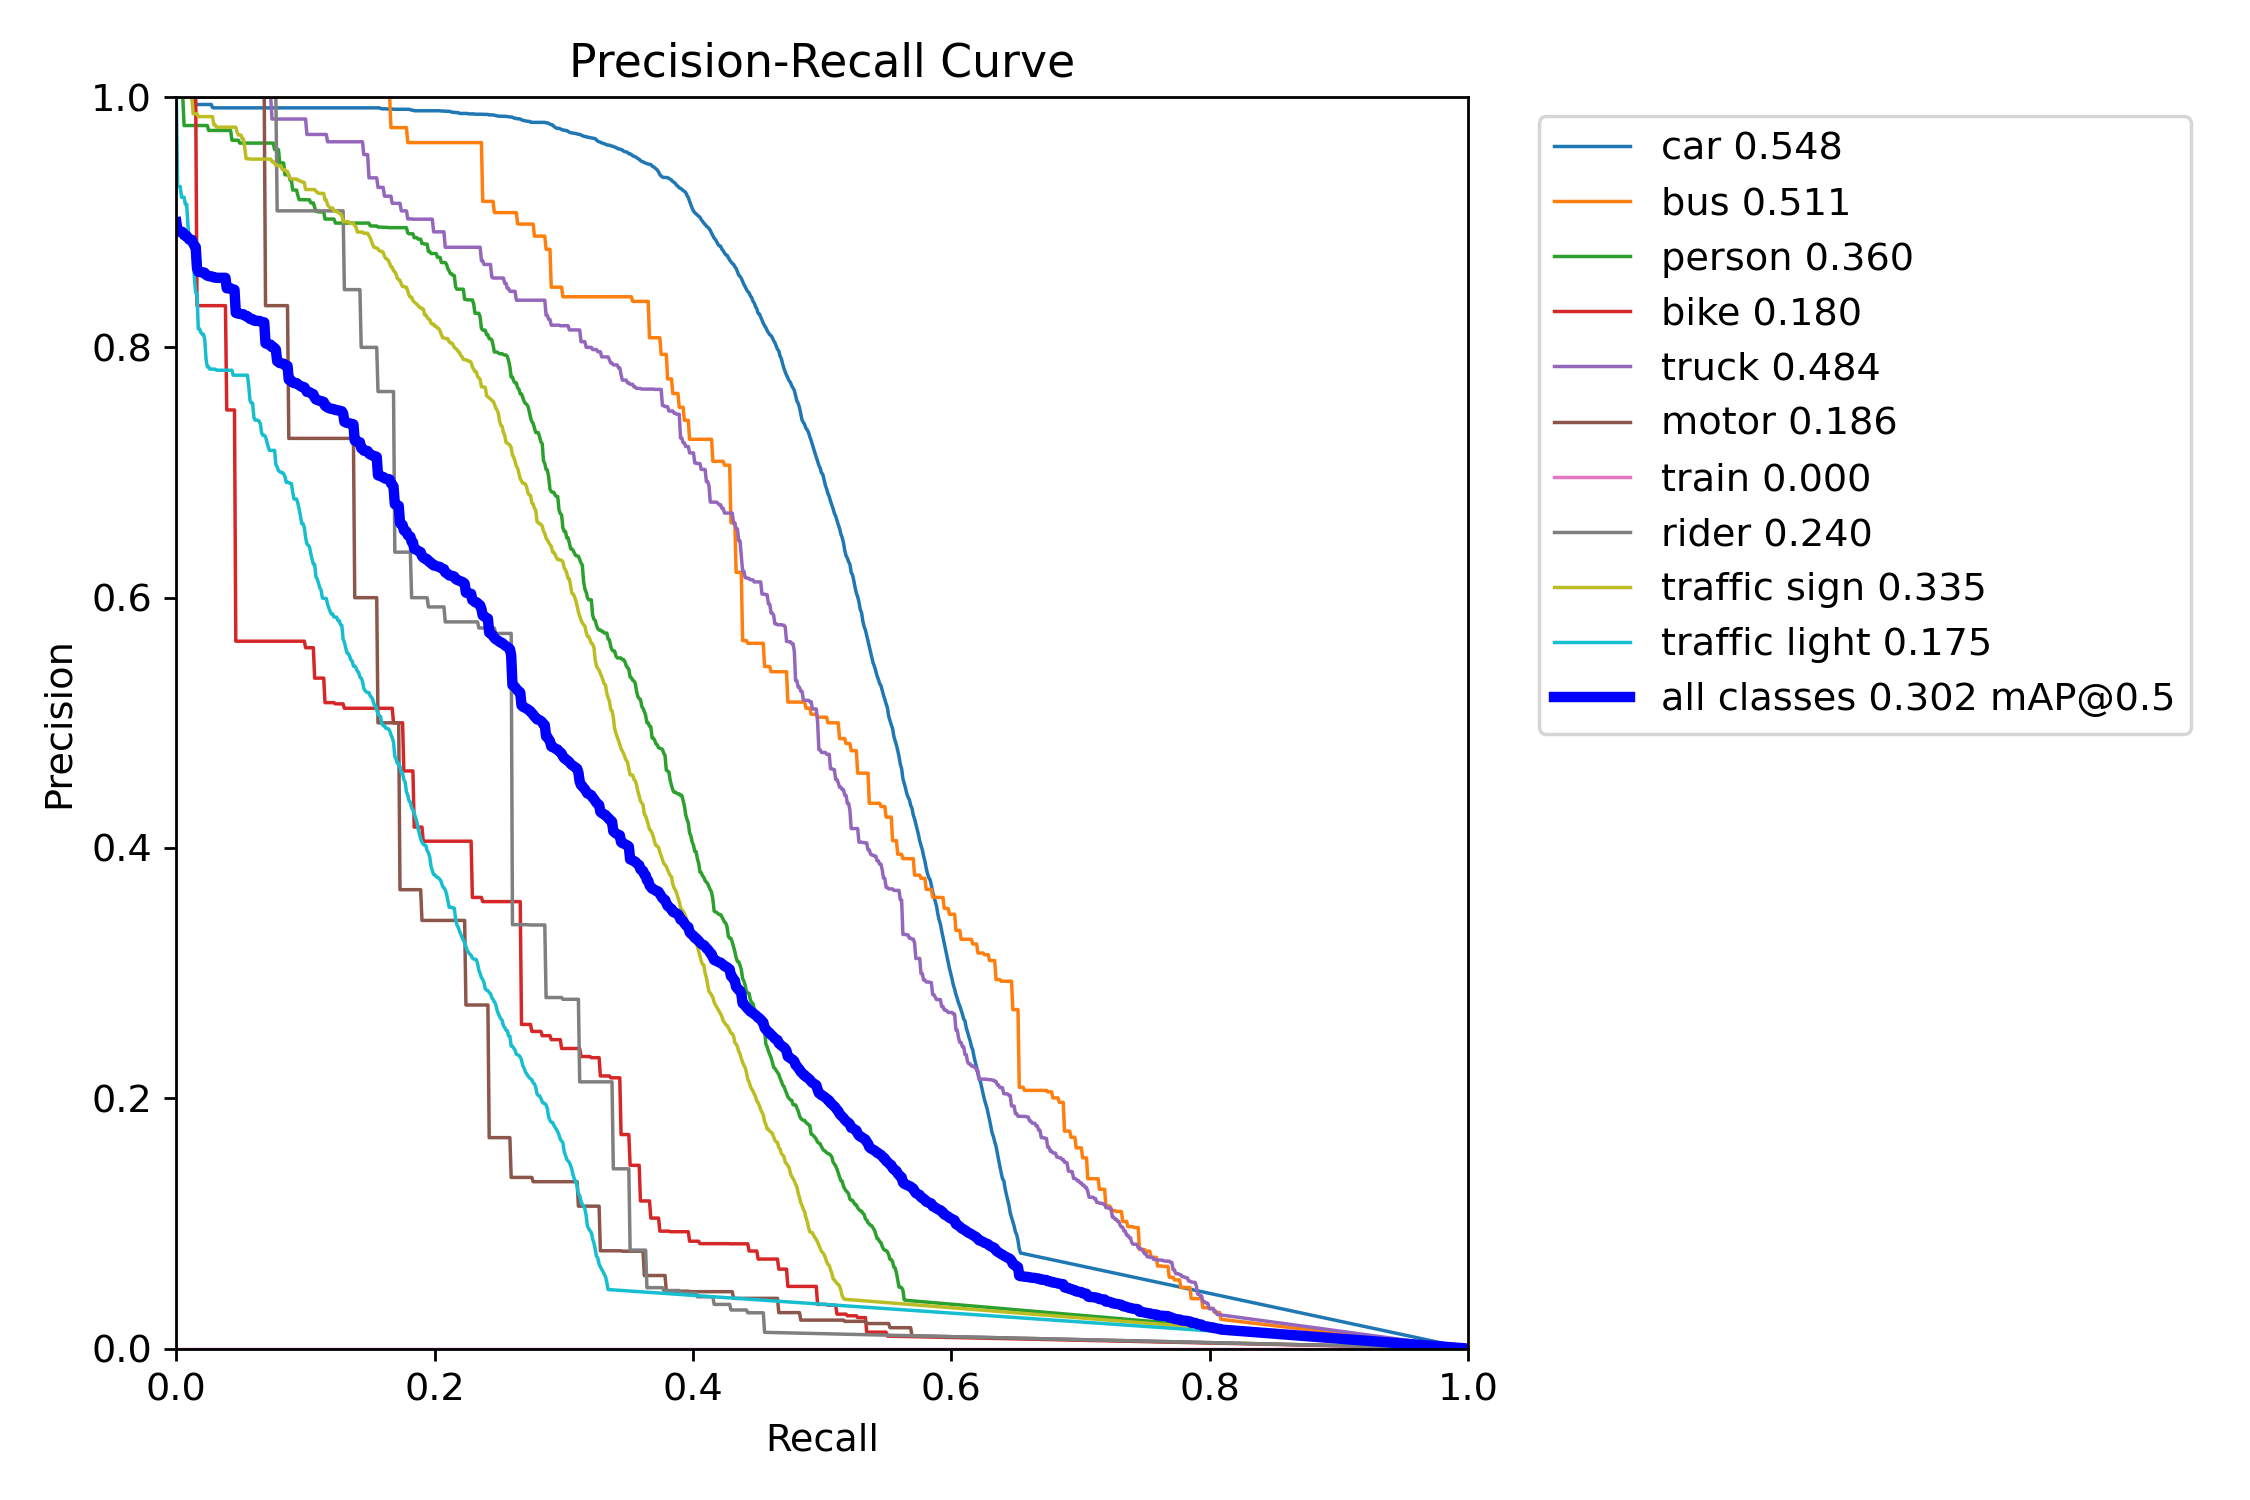 Precision-Recall Curve
1.0
0.8
0.6
0.4
0.2
0.0
Precision
0.0 0.2 0.4 0.6 0.8 1.0
Recall
car 0.548
bus 0.511
person 0.360
bike 0.180
truck 0.484
motor 0.186
train 0.000
rider 0.240
traffic sign 0.335
traffic light 0.175
all classes 0.302 mAP@0.5